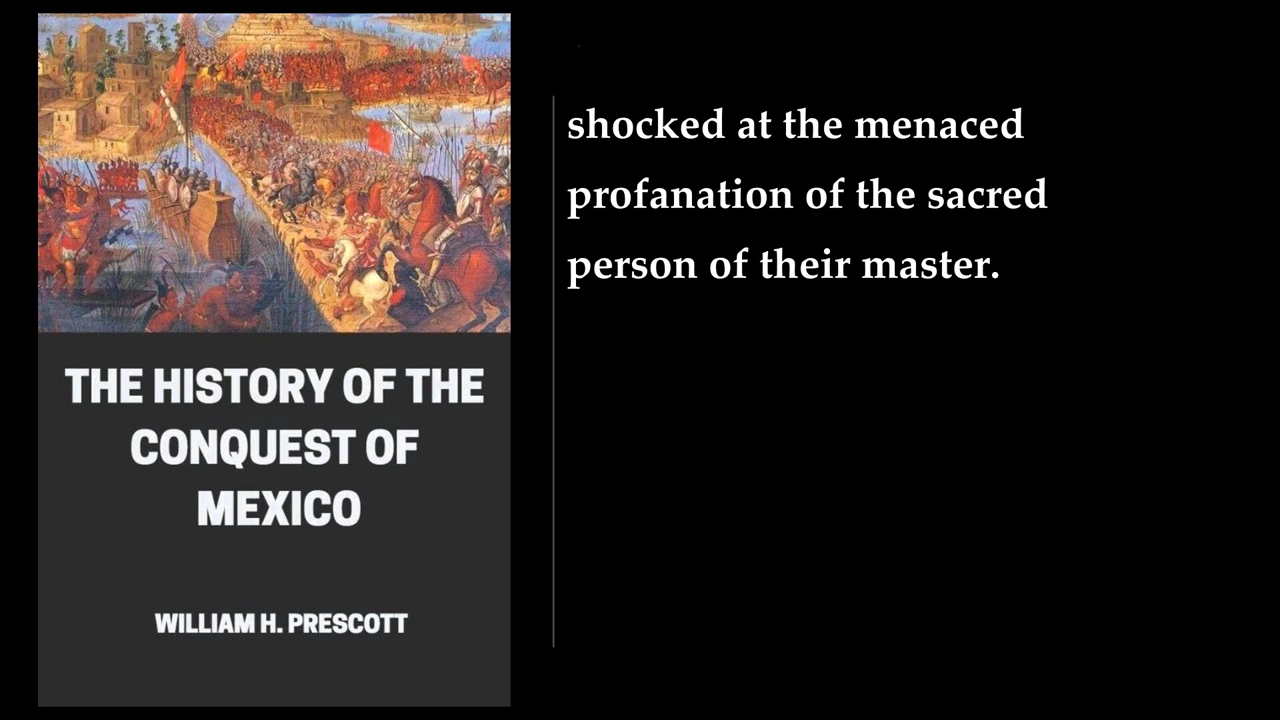 shocked at the menaced
profanation of the sacred
person of their master.
THE HISTORY OF THE
CONQUEST OF
MEXICO
WILLIAM H. PRESCOTT